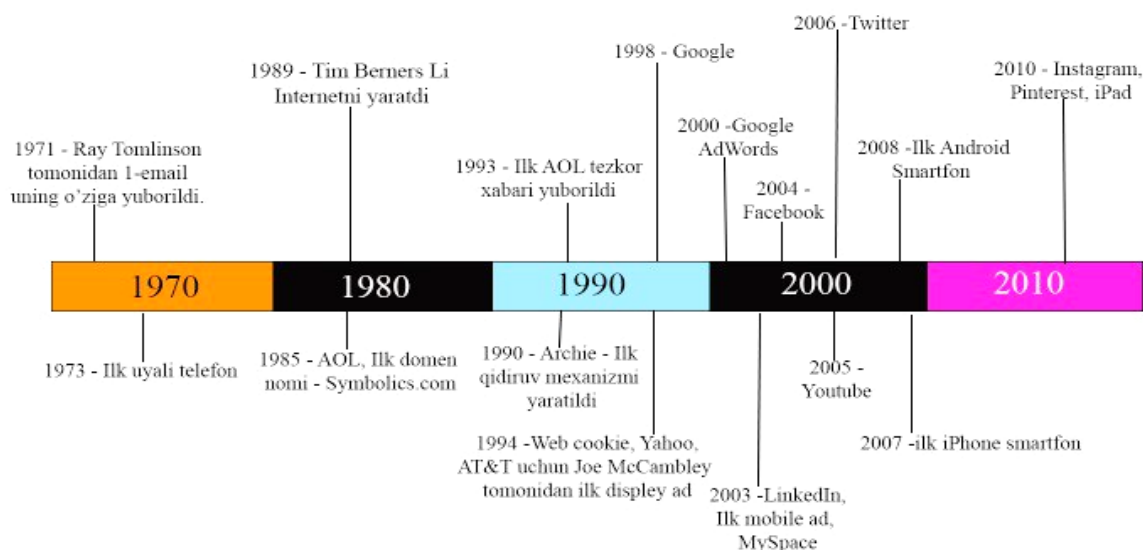 2006 -Twitter
1998 - Google
1989 - Tim Berners Li
Internetni yaratdi
2010 - Instagram,
Pinterest, iPad
2000 -Google
AdWords
1971 - Ray Tomlinson
tomonidan 1-email
uning o’ziga yuborildi.
1993 - Ilk AOL tezkor
xabari yuborildi
2008 -Ilk Android
Smartfon
2004 -
Facebook
1970
1980
1990
2000
2010
1973 - Ilk uyali telefon
1985 - AOL, Ilk domen
nomi - Symbolics.com
1990 - Archie - Ilk
qidiruv mexanizmi
yaratildi
2005 -
Youtube
1994 -Web cookie, Yahoo,
AT&T uchun Joe McCambley
tomonidan ilk displey ad
2007 -ilk iPhone smartfon
2003 -LinkedIn,
Ilk mobile ad,
MySpace